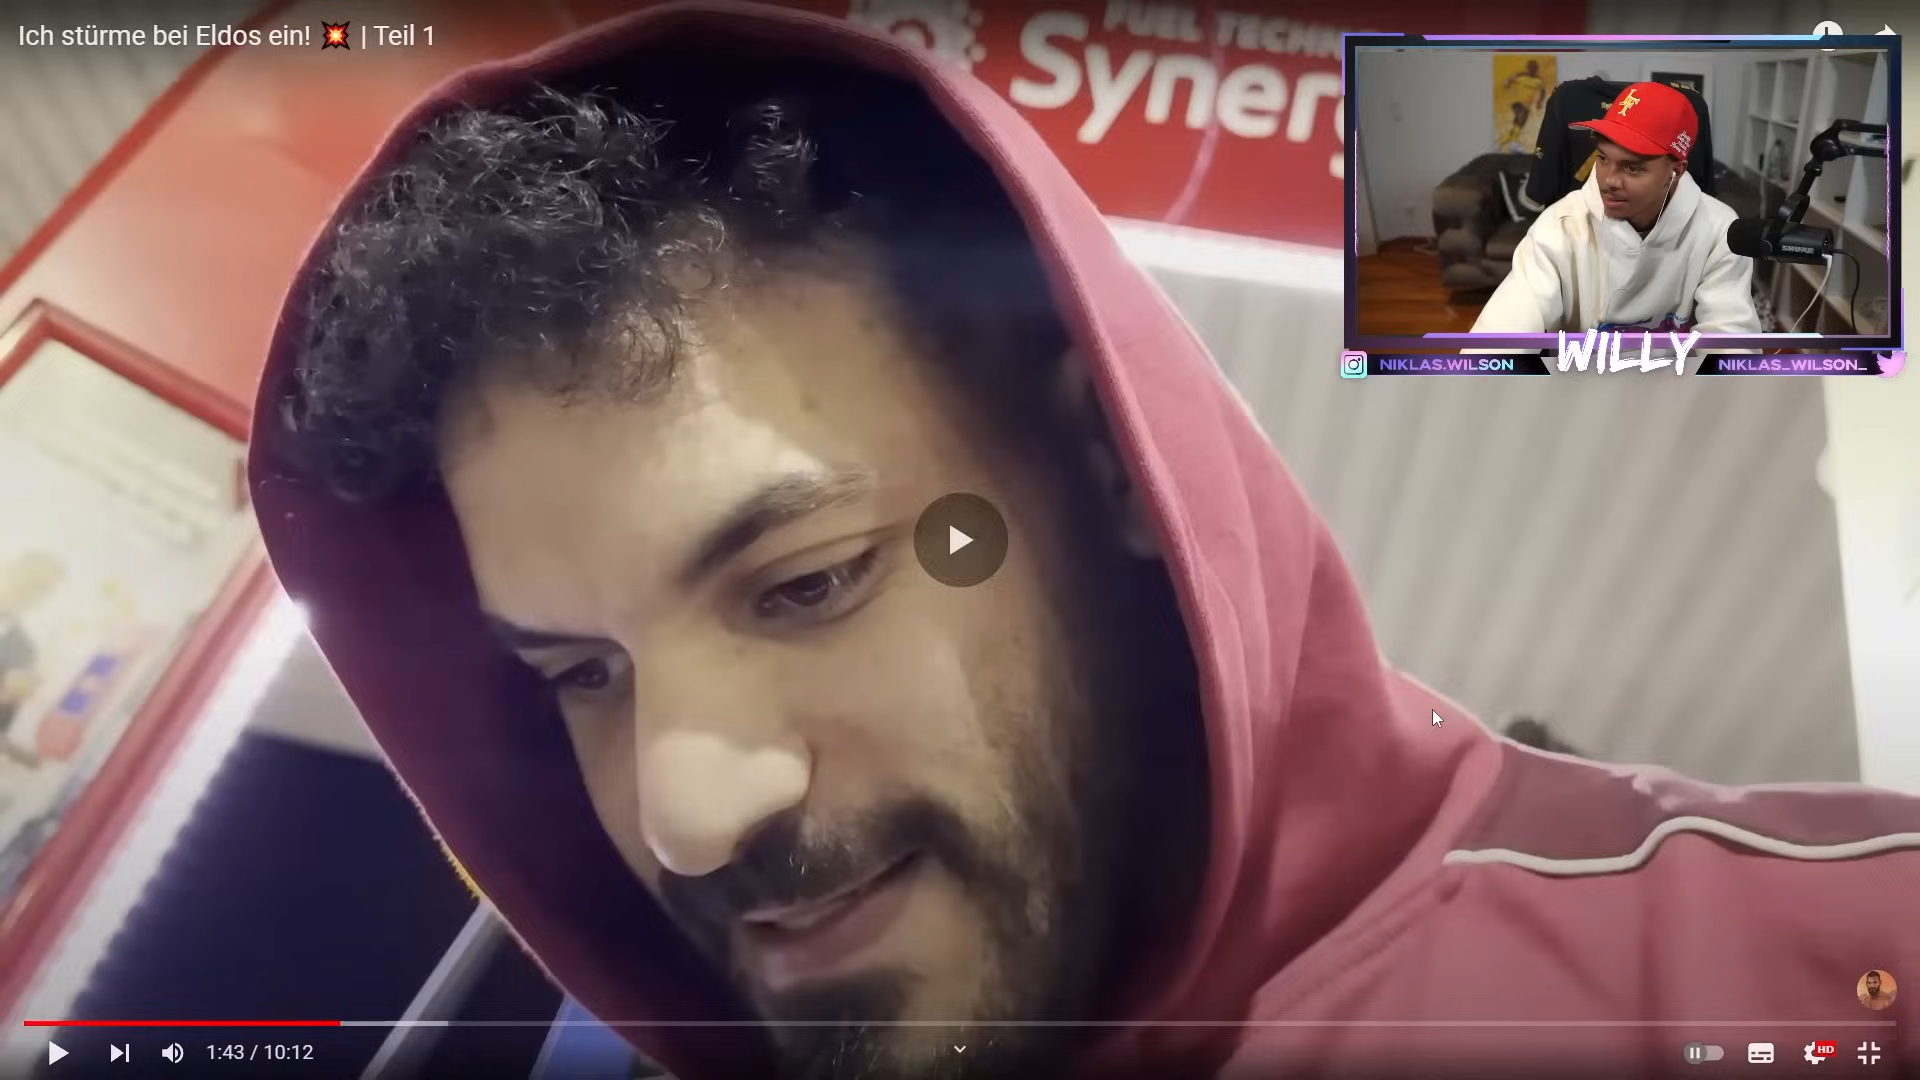 Ich stürme bei Eldos ein! 💥 | Teil 1
FUEL TECHN
Synerg
SHURE
WILLY
NIKLAS.WILSON
NIKLAS_WILSON_
1:43 / 10:12
HD